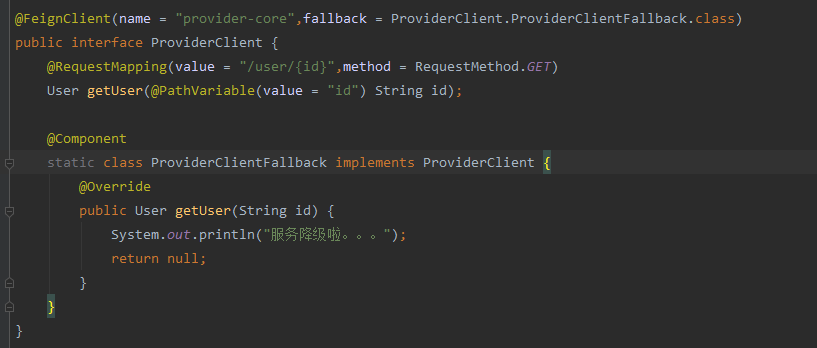 @FeignClient(name = "provider-core",fallback = ProviderClient.ProviderClientFallback.class)
public interface ProviderClient {
    @RequestMapping(value = "/user/{id}",method = RequestMethod.GET)
    User getUser(@PathVariable(value = "id") String id);

    @Component
    static class ProviderClientFallback implements ProviderClient {
        @Override
        public User getUser(String id) {
            System.out.println("服务降级啦。。。");
            return null;
        }
    }
}